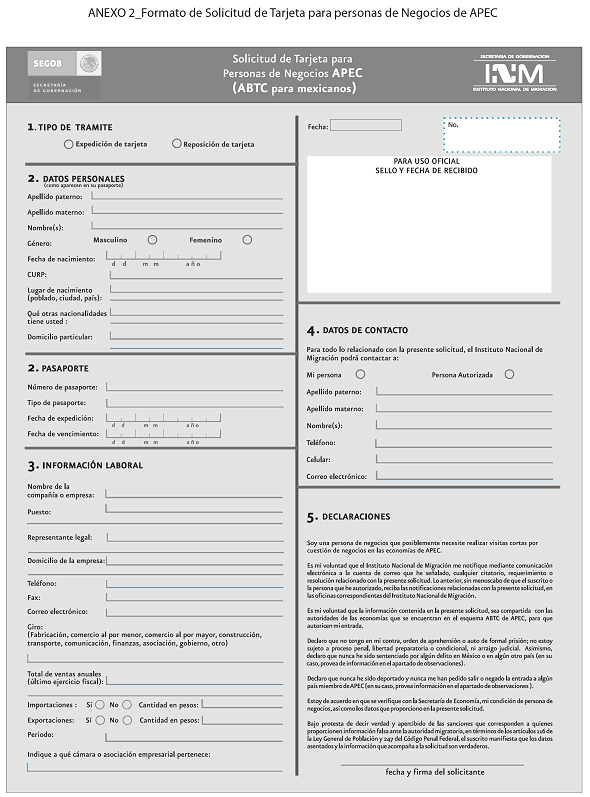 ANEXO 2_Formato de Solicitud de Tarjeta para personas de Negocios de APEC
SEGOB
SECRETARÍA
DE GOBERNACIÓN
Solicitud de Tarjeta para
Personas de Negocios APEC
(ABTC para mexicanos)
SECRETARIA DE GOBERNACION
INM
INSTITUTO NACIONAL DE MIGRACION
1. TIPO DE TRAMITE
Expedición de tarjeta
Reposición de tarjeta
2. DATOS PERSONALES
(como aparecen en su pasaporte)
Apellido paterno:
Apellido materno:
Nombre(s):
Género: Masculino Femenino
Fecha de nacimiento:
d d m m año
CURP:
Lugar de nacimiento
(poblado, ciudad, país):
Qué otras nacionalidades
tiene usted :
Domicilio particular:
2. PASAPORTE
Número de pasaporte:
Tipo de pasaporte:
Fecha de expedición:
d d m m año
Fecha de vencimiento:
d d m m año
3. INFORMACIÓN LABORAL
Nombre de la
compañía o empresa:
Puesto:
Representante legal:
Domicilio de la empresa:
Teléfono:
Fax:
Correo electrónico:
Giro:
(Fabricación, comercio al por menor, comercio al por mayor, construcción,
transporte, comunicación, finanzas, asociación, gobierno, otro)
Total de ventas anuales
(último ejercicio fiscal):
Importaciones : Sí No Cantidad en pesos:
Exportaciones: Sí No Cantidad en pesos:
Periodo:
Indique a qué cámara o asociación empresarial pertenece:
Fecha:
No.
PARA USO OFICIAL
SELLO Y FECHA DE RECIBIDO
4. DATOS DE CONTACTO
Para todo lo relacionado con la presente solicitud, el Instituto Nacional de
Migración podrá contactar a:
Mi persona Persona Autorizada
Apellido paterno:
Apellido materno:
Nombre(s):
Teléfono:
Celular:
Correo electrónico:
5. DECLARACIONES
Soy una persona de negocios que posiblemente necesite realizar visitas cortas por
cuestión de negocios en las economías de APEC.
Es mi voluntad que el Instituto Nacional de Migración me notifique mediante comunicación
electrónica a la cuenta de correo que he señalado, cualquier citatorio, requerimiento o
resolución relacionado con la presente solicitud. Lo anterior, sin menoscabo de que el suscrito o
la persona que he autorizado, reciba las notificaciones relacionadas con la presente solicitud, en
las oficinas correspondientes del Instituto Nacional de Migración.
Es mi voluntad que la información contenida en la presente solicitud, sea compartida con las
autoridades de las economías que se encuentran en el esquema ABTC de APEC, para que
autoricen mi entrada.
Declaro que no tengo en mi contra, orden de aprehensión o auto de formal prisión; no estoy
sujeto a proceso penal, libertad preparatoria o condicional, ni arraigo judicial. Asimismo,
declaro que nunca he sido sentenciado por algún delito en México o en algún otro país (en su
caso, provea de información en el apartado de observaciones).
Declaro que nunca he sido deportado y nunca me han pedido salir o negado la entrada a algún
país miembro de APEC (en su caso, provea información en el apartado de observaciones ).
Estoy de acuerdo en que se verifique con la Secretaría de Economía, mi condición de persona de
negocios, así como los datos que proporciono en la presente solicitud.
Bajo protesta de decir verdad y apercibido de las sanciones que corresponden a quienes
proporcionen información falsa ante la autoridad migratoria, en términos de los artículos 116 de
la Ley General de Población y 247 del Código Penal Federal, el suscrito manifiesta que los datos
asentados y la información que acompaña a la solicitud son verdaderos.
fecha y firma del solicitante